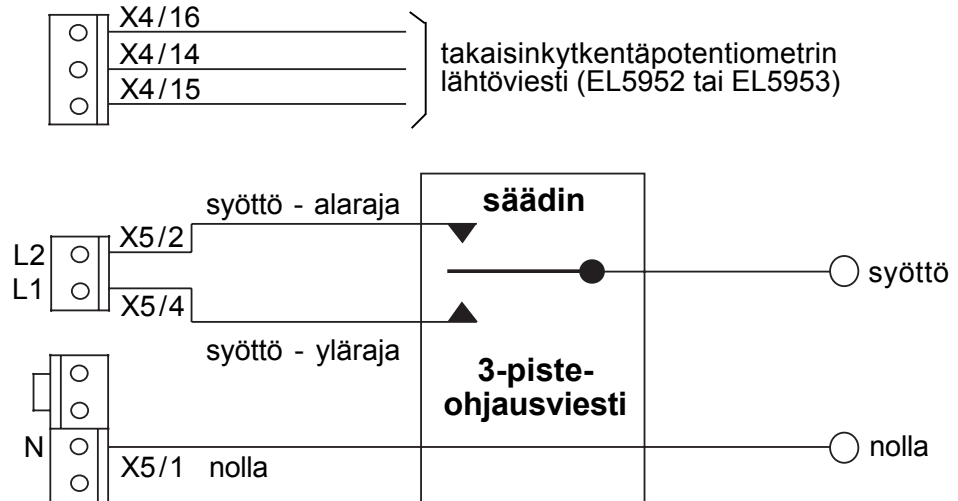 X4/16
X4/14
X4/15
takaisinkytkentäpotentiometrin
lähtöviesti (EL5952 tai EL5953)
syöttö - alaraja
säädin
X5/2
L2
L1
X5/4
syöttö
syöttö - yläraja
3-piste-
ohjausviesti
N
X5/1 nolla
nolla